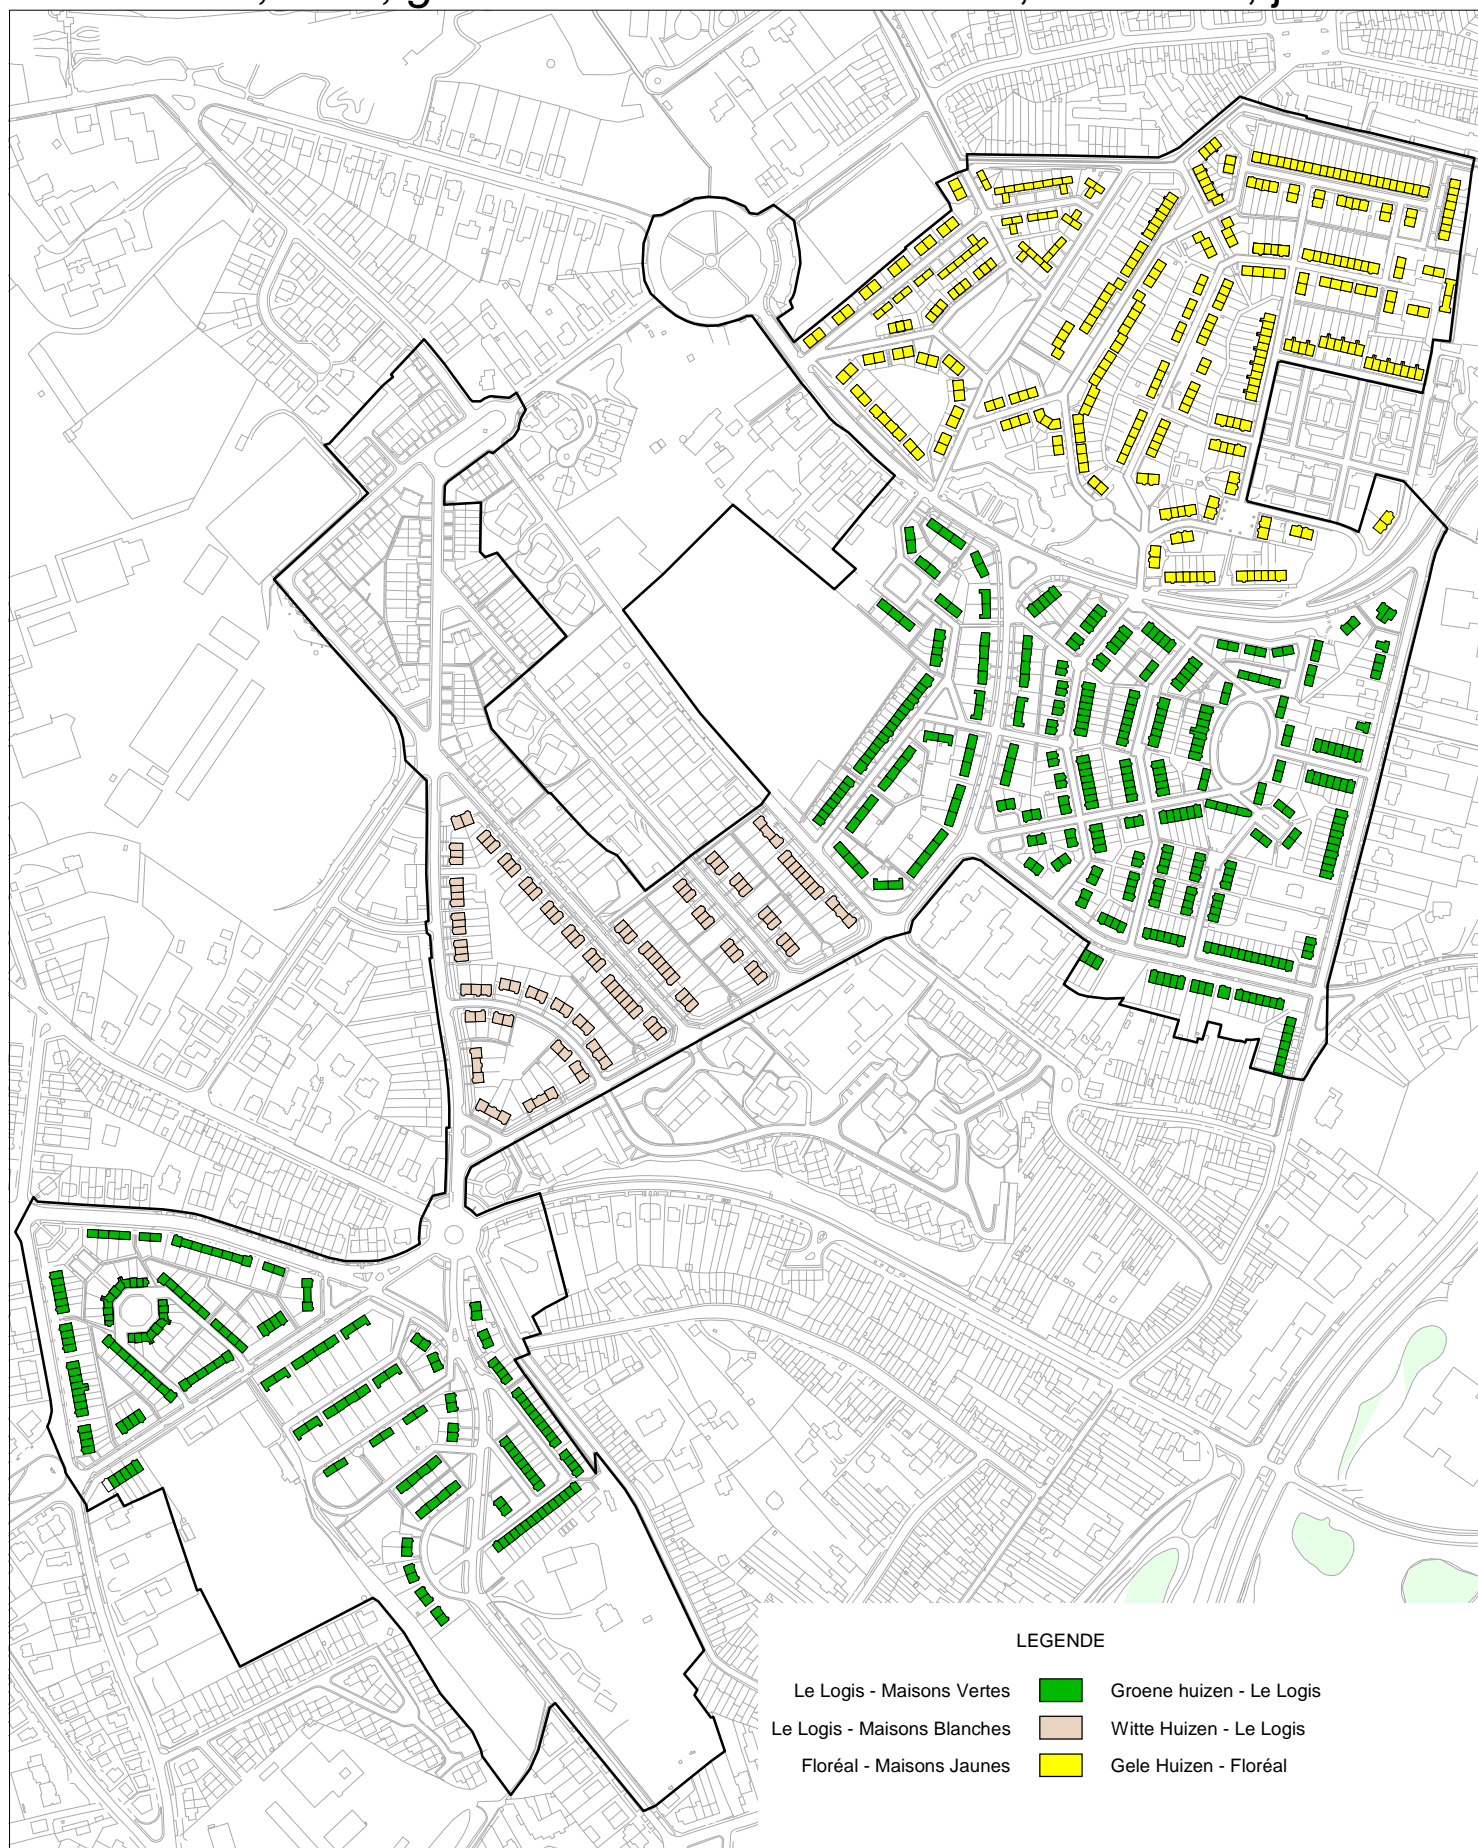 LEGENDE
Le Logis - Maisons Vertes Groene huizen - Le Logis
Le Logis - Maisons Blanches Witte Huizen - Le Logis
Floréal - Maisons Jaunes Gele Huizen - Floréal